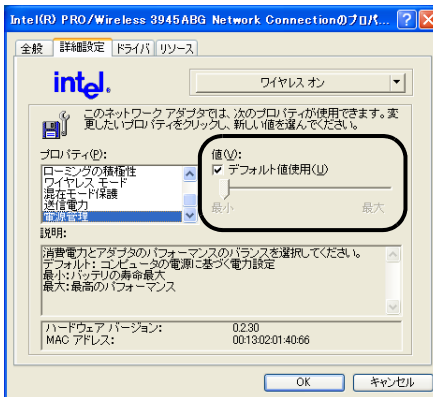 Intel(R) PRO/Wireless 3945ABG Network Connectionのプロパ...
全般 詳細設定 ドライバ リソース
intel. ワイヤレス オン
このネットワーク アダプタでは、次のプロパティが使用できます。変
更したいプロパティをクリックし、新しい値を選んでください。
プロパティ(P): 値(V):
ローミングの積極性 デフォルト値使用(U)
ワイヤレス モード
混在モード保護
送信電力 最小 最大
電源管理
説明:
消費電力とアダプタのパフォーマンスのバランスを選択してください。
デフォルト: コンピュータの電源に基づく電力設定
最小:バッテリの寿命最大
最大:最高のパフォーマンス
ハードウェア バージョン: 0.2.30
MAC アドレス: 00:13:02:01:40:66
OK キャンセル